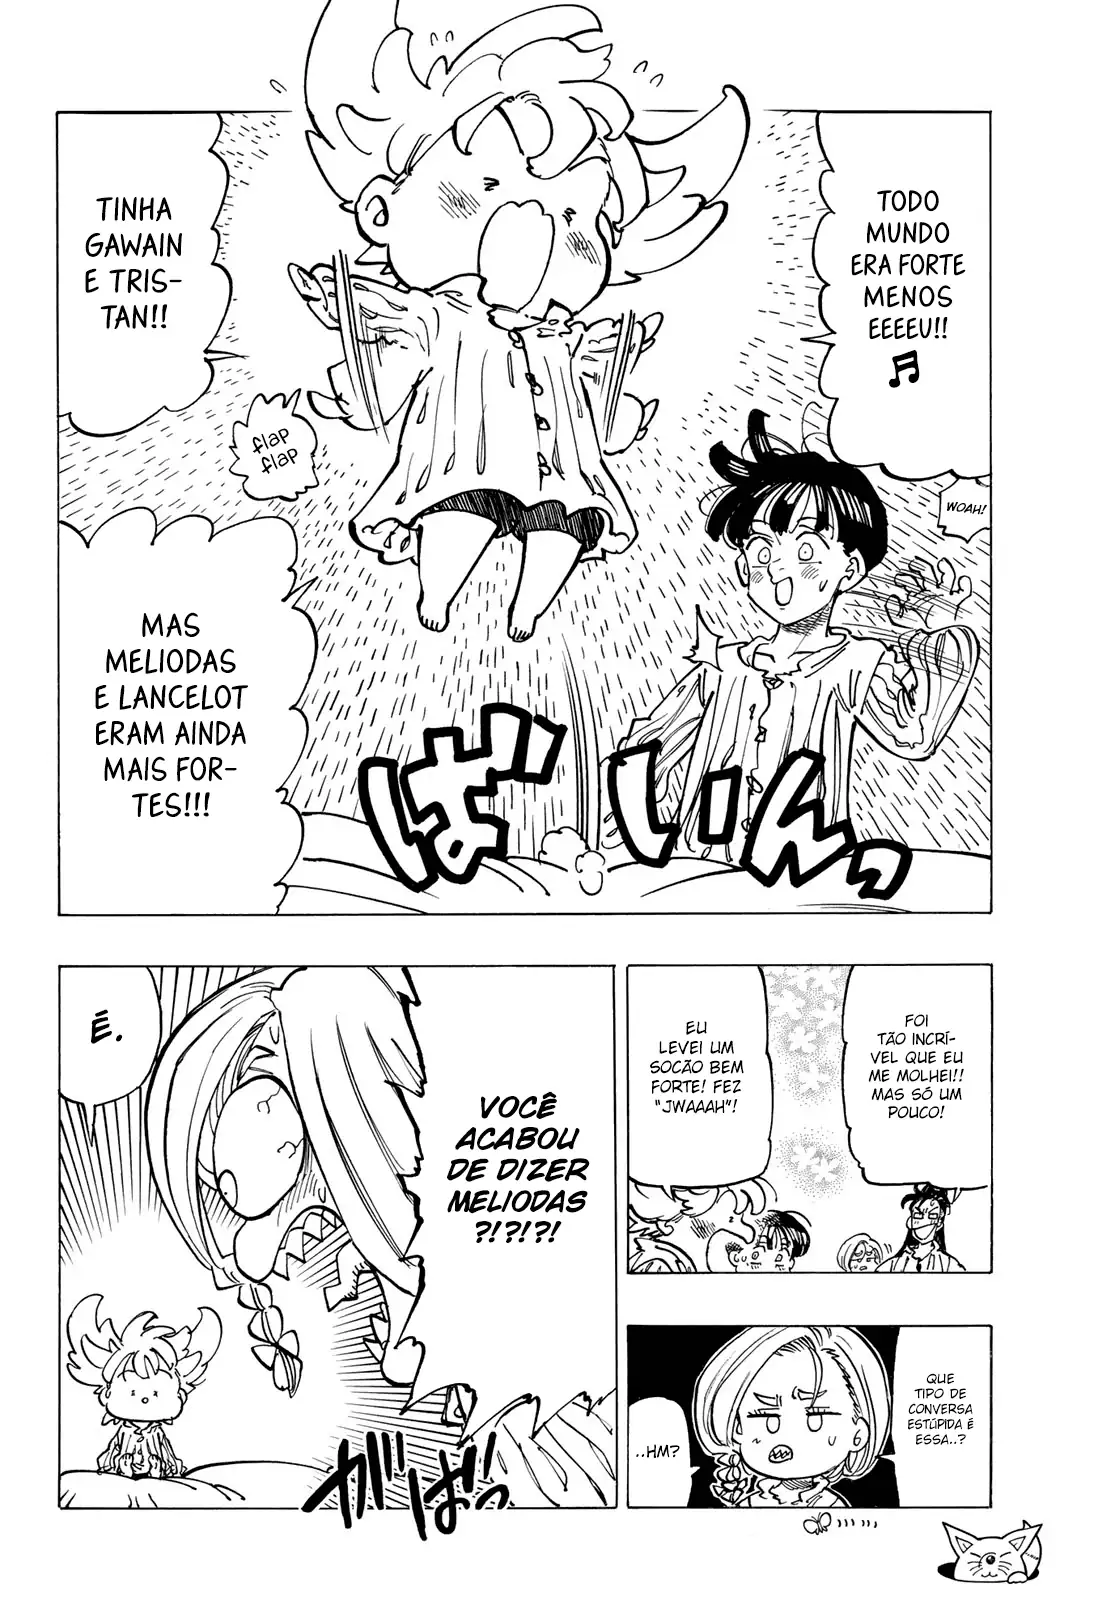 TODO
MUNDO
ERA FORTE
MENOS
EEEEU!!
WOAH!
TINHA
GAWAIN
E TRIS-
TAN!!
flap
flap
MAS
MELIODAS
E LANCELOT
ERAM AINDA
MAIS FOR-
TES!!!
ばいんっ
FOI
TÃO INCRÍ-
VEL QUE EU
ME MOLHEI!!
MAS SÓ UM
POUCO!
EU
LEVEI UM
SOCÃO BEM
FORTE! FEZ
"JWAAAH"!
QUE
TIPO DE
CONVERSA
ESTÚPIDA É
ESSA..?
..HM?
VOCÊ
ACABOU
DE DIZER
MELIODAS
?!?!?!
É.
がばっ